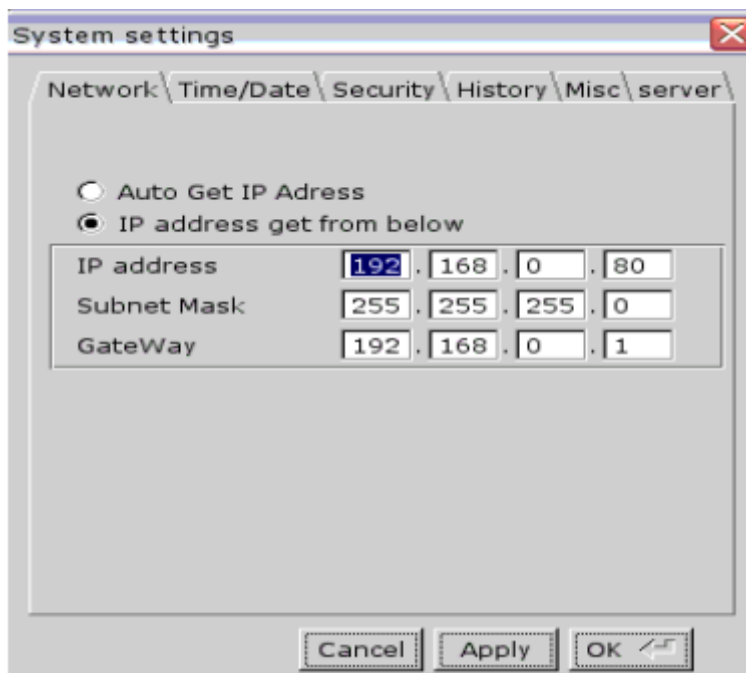 System settings
Network Time/Date Security History Misc server
Auto Get IP Adress
IP address get from below
IP address 192 . 168 . 0 . 80
Subnet Mask 255 . 255 . 255 . 0
GateWay 192 . 168 . 0 . 1
Cancel Apply OK